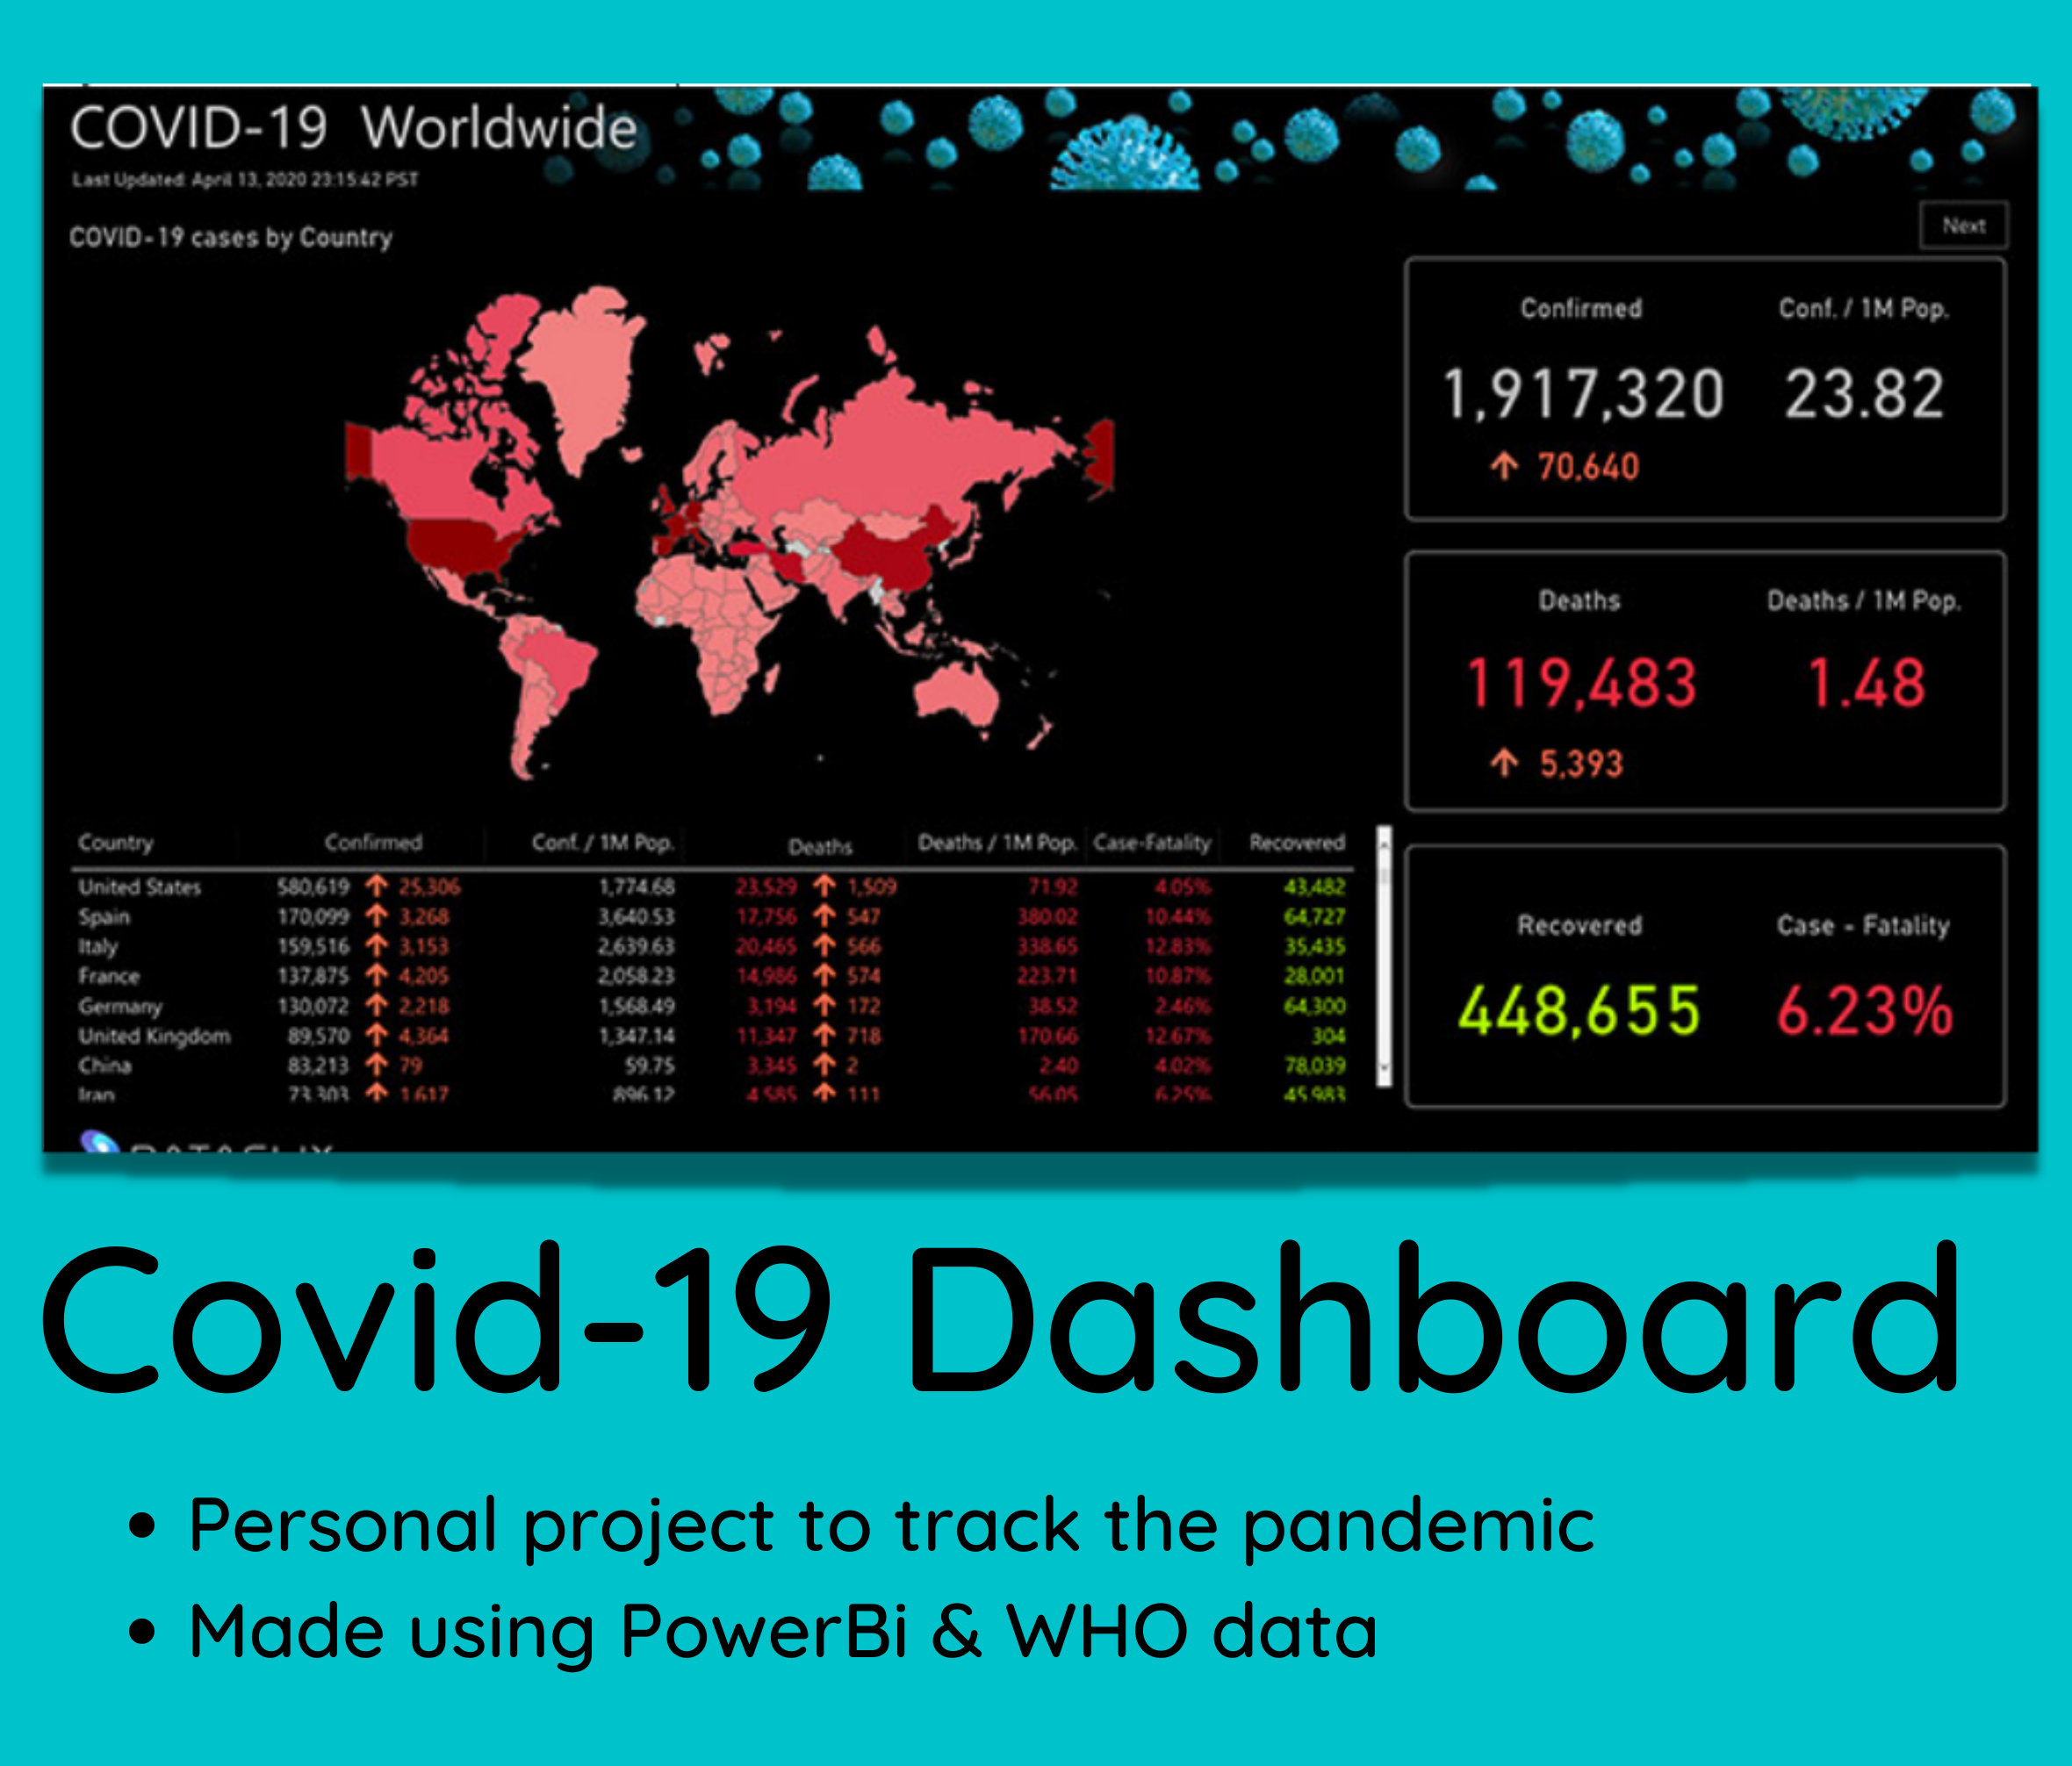 COVID-19 Worldwide
Last Updated: April 13, 2020 23:15:42 PST
COVID-19 cases by Country
Next
Confirmed Conf. / 1M Pop.
1,917,320 23.82
↑ 70,640
Deaths Deaths / 1M Pop.
119,483 1.48
↑ 5,393
Country Confirmed Conf. / 1M Pop. Deaths Deaths / 1M Pop. Case-Fatality Recovered
United States 580,619 ↑ 25,306 1,774.68 23,529 ↑ 1,509 71.92 4.05% 43,482
Spain 170,099 ↑ 3,268 3,640.53 17,756 ↑ 547 380.02 10.44% 64,727
Italy 159,516 ↑ 3,153 2,639.63 20,465 ↑ 566 338.65 12.83% 35,435
France 137,875 ↑ 4,205 2,058.23 14,986 ↑ 574 223.71 10.87% 28,001
Germany 130,072 ↑ 2,218 1,568.49 3,194 ↑ 172 38.52 2.46% 64,300
United Kingdom 89,570 ↑ 4,364 1,347.14 11,347 ↑ 718 170.66 12.67% 304
China 83,213 ↑ 79 59.75 3,345 ↑ 2 2.40 4.02% 78,039
Iran 73,303 ↑ 1,617 896.12 4,585 ↑ 111 56.05 6.25% 45,983
Recovered Case - Fatality
448,655 6.23%
Covid-19 Dashboard
• Personal project to track the pandemic
• Made using PowerBi & WHO data